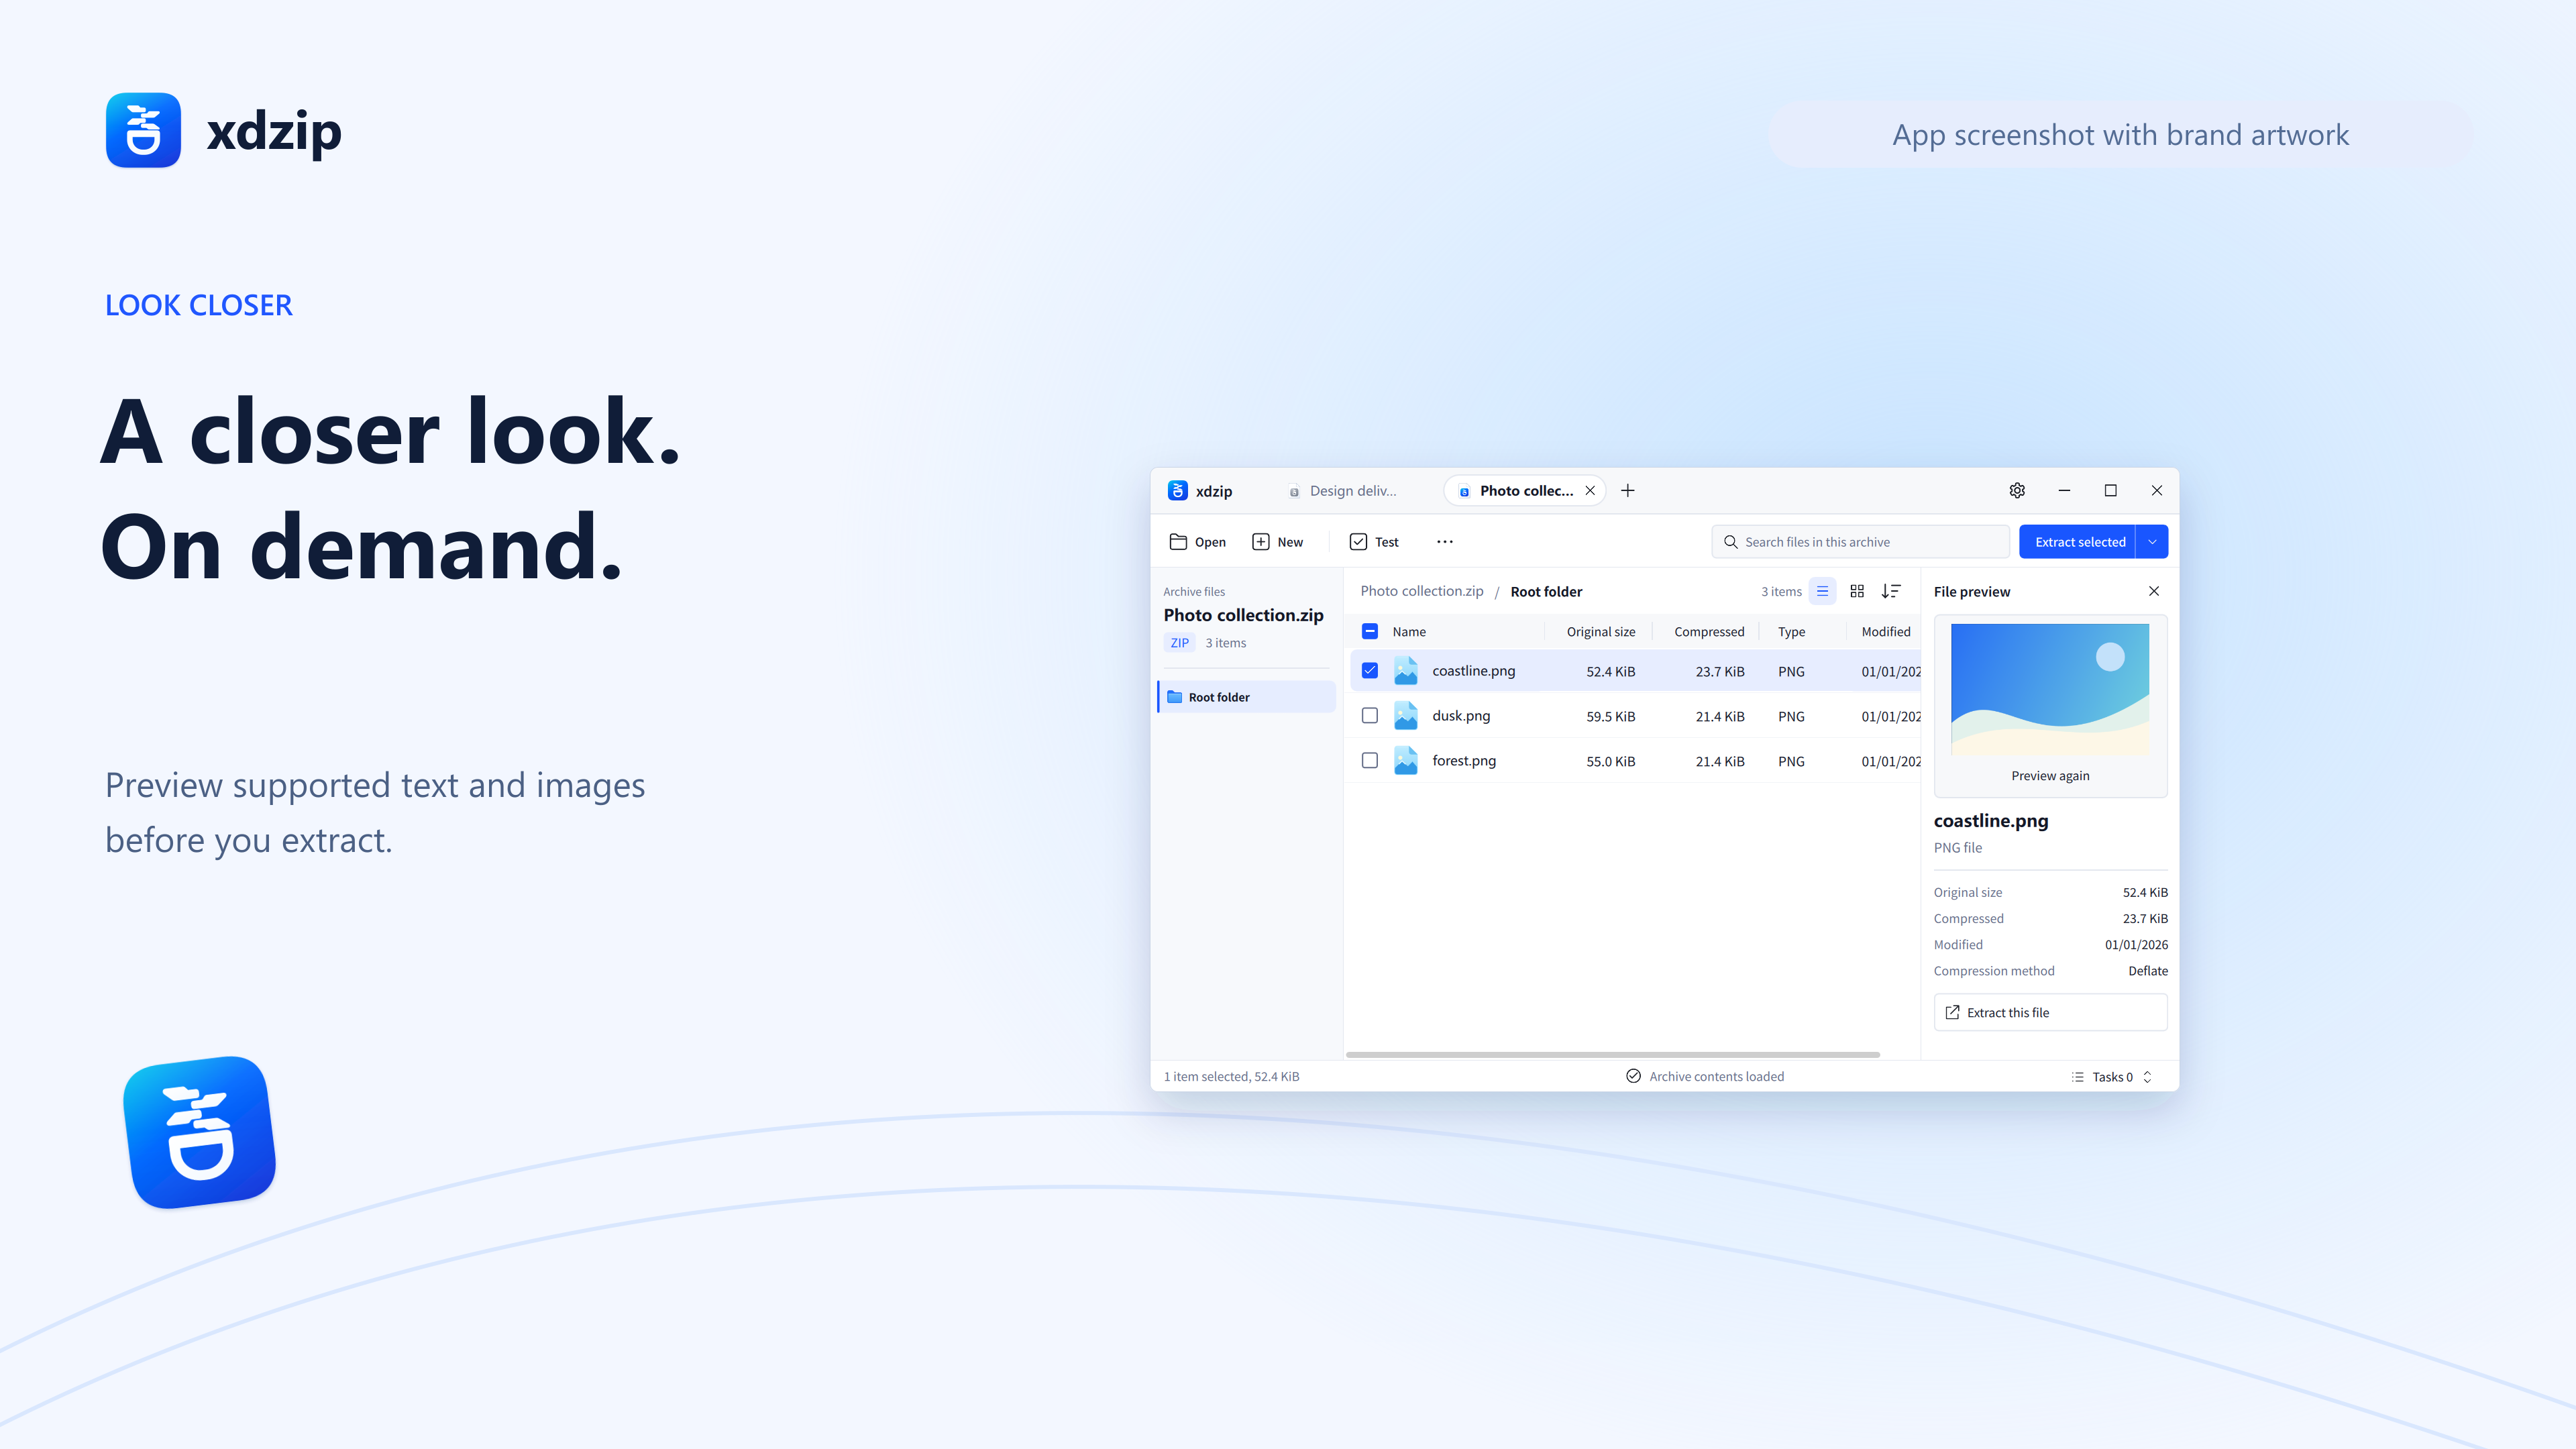 xdzip
App screenshot with brand artwork
LOOK CLOSER
A closer look.
On demand.
Preview supported text and images
before you extract.
xdzip
Design deliv...
Photo collec...
Open
New
Test
Search files in this archive
Extract selected
Archive files
Photo collection.zip
ZIP 3 items
Root folder
Photo collection.zip / Root folder
3 items
Name Original size Compressed Type Modified
coastline.png 52.4 KiB 23.7 KiB PNG 01/01/202
dusk.png 59.5 KiB 21.4 KiB PNG 01/01/202
forest.png 55.0 KiB 21.4 KiB PNG 01/01/202
File preview
Preview again
coastline.png
PNG file
Original size 52.4 KiB
Compressed 23.7 KiB
Modified 01/01/2026
Compression method Deflate
Extract this file
1 item selected, 52.4 KiB
Archive contents loaded
Tasks 0